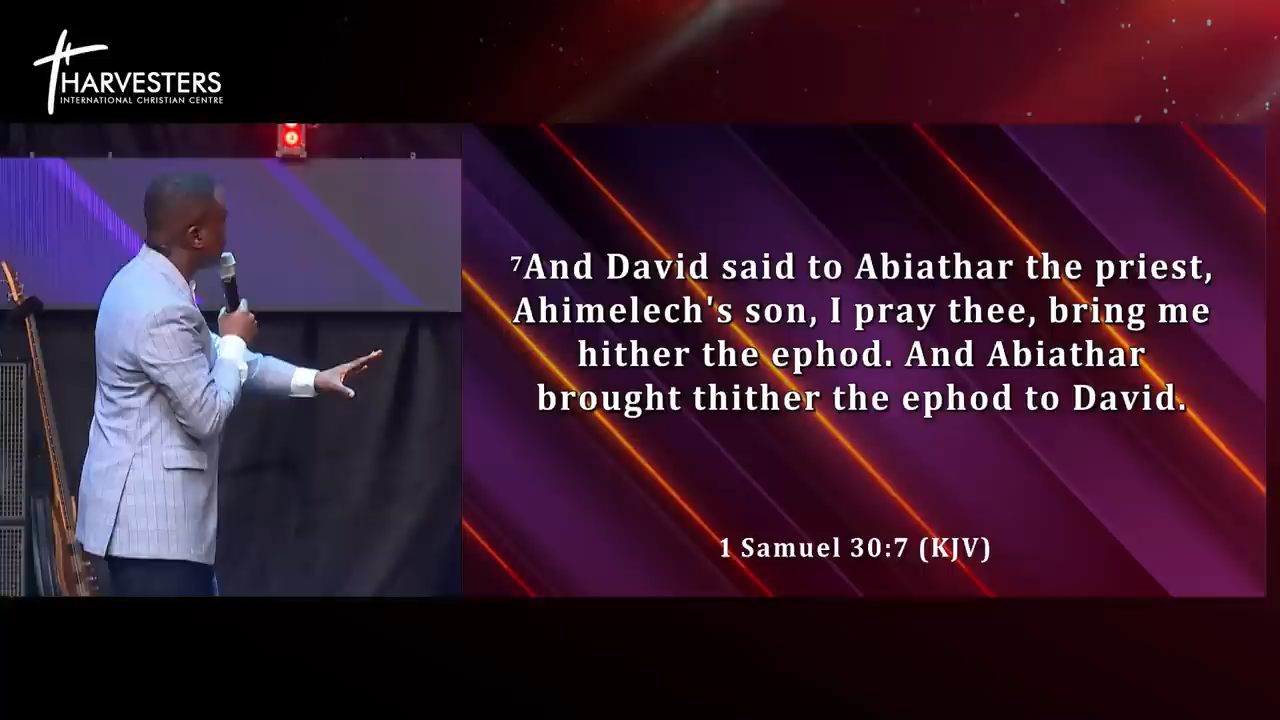 HARVESTERS
INTERNATIONAL CHRISTIAN CENTRE
⁷And David said to Abiathar the priest,
Ahimelech's son, I pray thee, bring me
hither the ephod. And Abiathar
brought thither the ephod to David.
1 Samuel 30:7 (KJV)